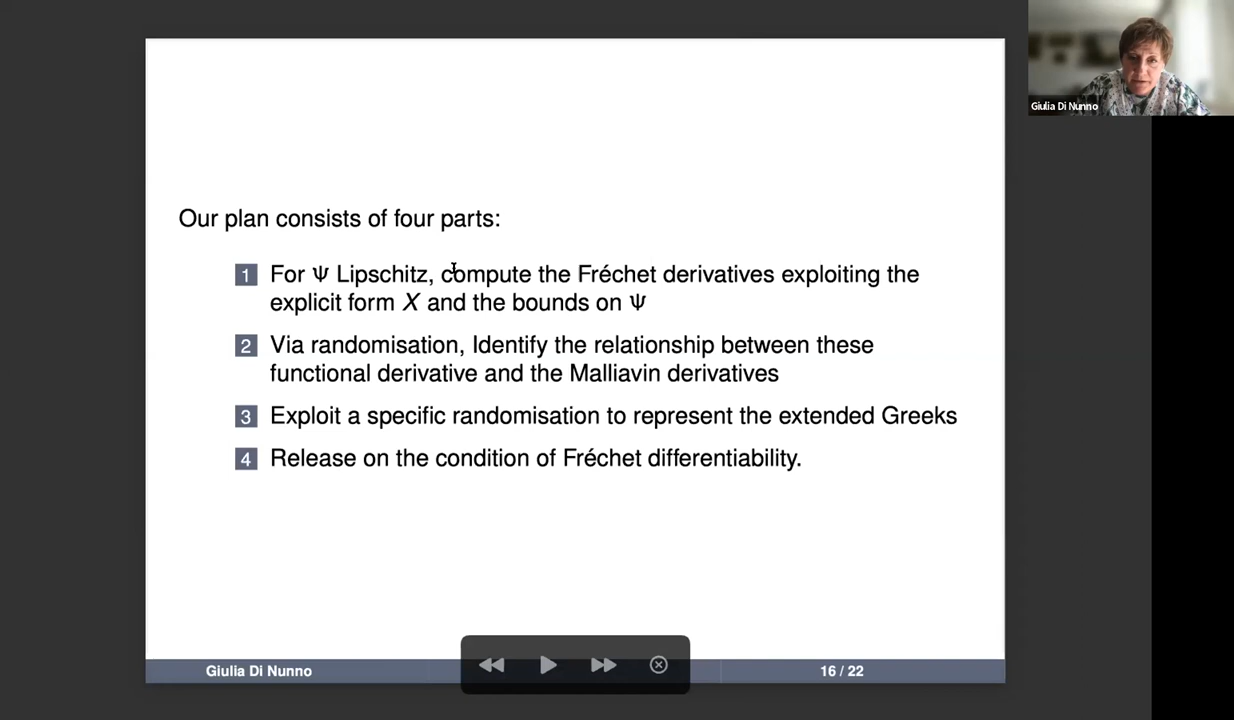 Giulia Di Nunno
Our plan consists of four parts:
1 For Ψ Lipschitz, compute the Fréchet derivatives exploiting the
explicit form X and the bounds on Ψ
2 Via randomisation, Identify the relationship between these
functional derivative and the Malliavin derivatives
3 Exploit a specific randomisation to represent the extended Greeks
4 Release on the condition of Fréchet differentiability.
Giulia Di Nunno
16 / 22